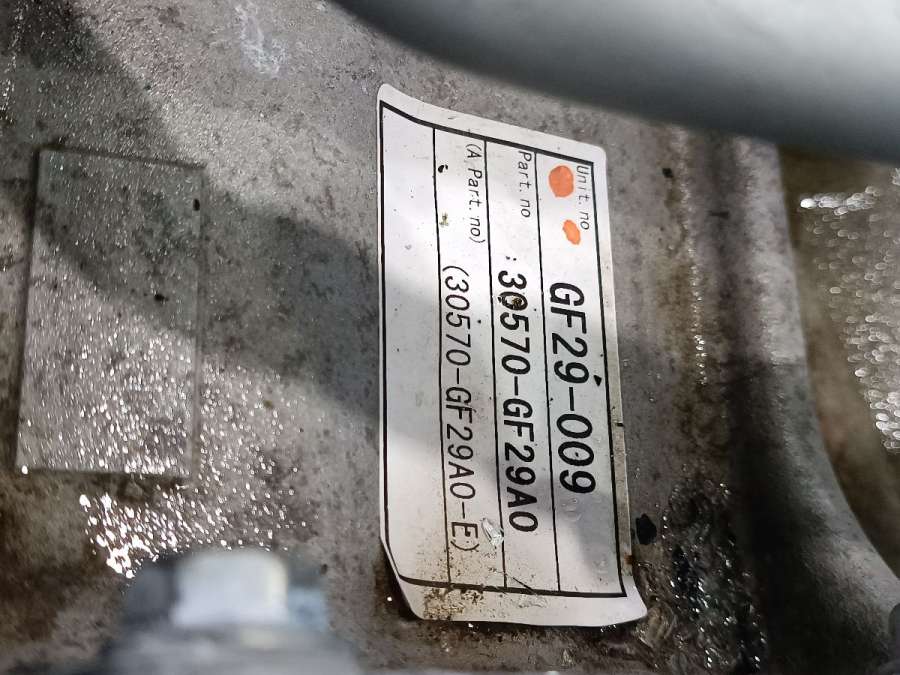 Unit. no GF29-009
Part. no : 30570-GF29A0
(A. Part. no) (30570-GF29A0-E)